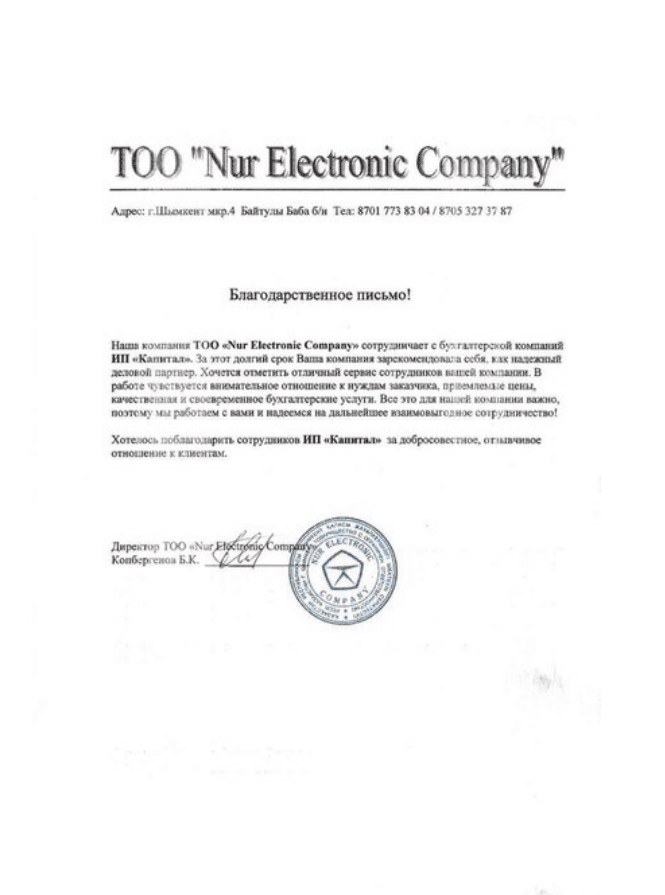 ТОО "Nur Electronic Company"
Адрес: г.Шымкент мкр.4 Байтулы Баба б/н Тел: 8701 773 83 04 / 8705 327 37 87
Благодарственное письмо!
Наша компания ТОО «Nur Electronic Company» сотрудничает с бухгалтерской компаний
ИП «Капитал». За этот долгий срок Ваша компания зарекомендовала себя, как надежный
деловой партнер. Хочется отметить отличный сервис сотрудников вашей компании. В
работе чувствуется внимательное отношение к нуждам заказчика, приемлемые цены,
качественная и своевременное бухгалтерские услуги. Все это для нашей компании важно,
поэтому мы работаем с вами и надеемся на дальнейшее взаимовыгодное сотрудничество!
Хотелось поблагодарить сотрудников ИП «Капитал» за добросовестное, отзывчивое
отношение к клиентам.
Директор ТОО «Nur Electronic Company»
Копбергенов Б.К.
NUR ELECTRONIC
COMPANY